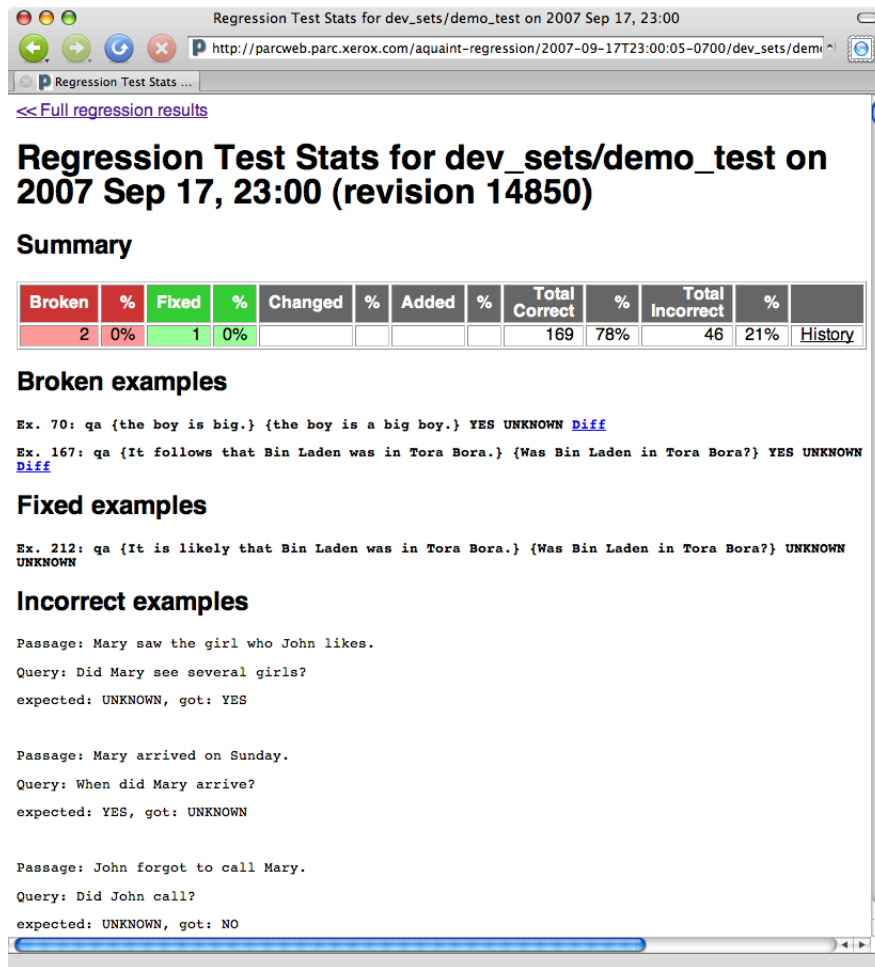 Regression Test Stats for dev_sets/demo_test on 2007 Sep 17, 23:00
http://parcweb.parc.xerox.com/aquaint-regression/2007-09-17T23:00:05-0700/dev_sets/dem
Regression Test Stats ...
<< Full regression results
Regression Test Stats for dev_sets/demo_test on
2007 Sep 17, 23:00 (revision 14850)
Summary
Broken % Fixed % Changed % Added % Total Correct % Total Incorrect %
2 0% 1 0% 169 78% 46 21% History
Broken examples
Ex. 70: qa {the boy is big.} {the boy is a big boy.} YES UNKNOWN Diff
Ex. 167: qa {It follows that Bin Laden was in Tora Bora.} {Was Bin Laden in Tora Bora?} YES UNKNOWN
Diff
Fixed examples
Ex. 212: qa {It is likely that Bin Laden was in Tora Bora.} {Was Bin Laden in Tora Bora?} UNKNOWN
UNKNOWN
Incorrect examples
Passage: Mary saw the girl who John likes.
Query: Did Mary see several girls?
expected: UNKNOWN, got: YES
Passage: Mary arrived on Sunday.
Query: When did Mary arrive?
expected: YES, got: UNKNOWN
Passage: John forgot to call Mary.
Query: Did John call?
expected: UNKNOWN, got: NO